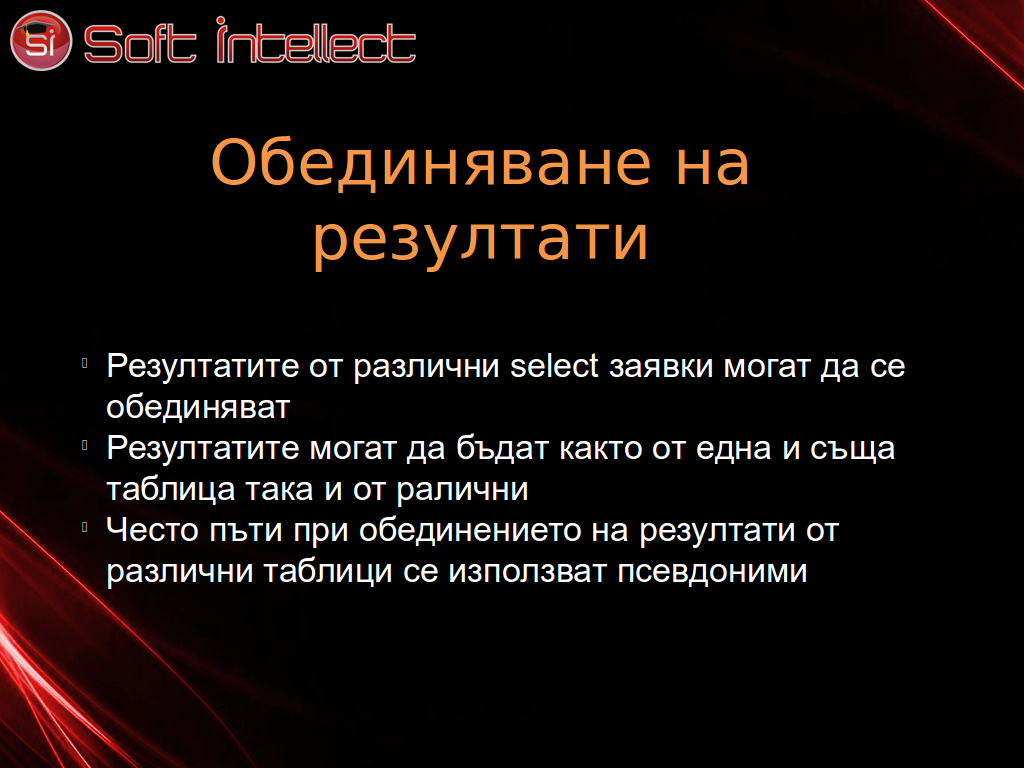 Si Soft Intellect
Обединяване на
резултати
Резултатите от различни select заявки могат да се
обединяват
Резултатите могат да бъдат както от една и съща
таблица така и от ралични
Често пъти при обединението на резултати от
различни таблици се използват псевдоними